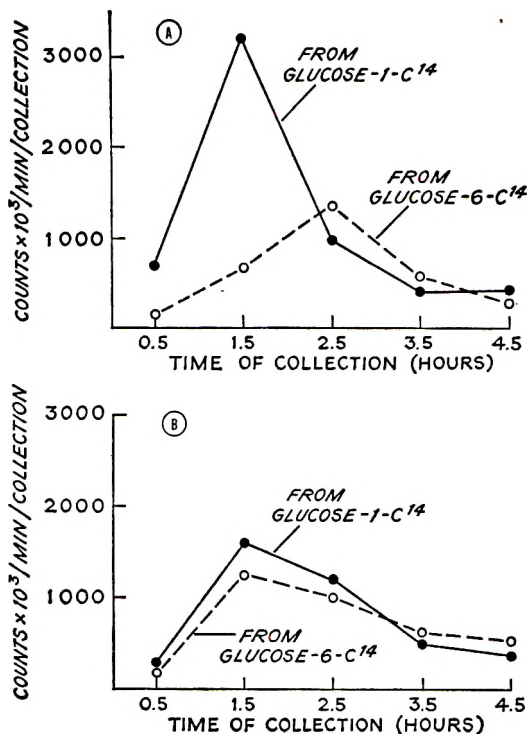 A
COUNTS×10³/MIN/COLLECTION
3000
2000
1000
FROM
GLUCOSE-1-C¹⁴
FROM
GLUCOSE-6-C¹⁴
0.5 1.5 2.5 3.5 4.5
TIME OF COLLECTION (HOURS)
B
COUNTS×10³/MIN/COLLECTION
3000
2000
1000
FROM
GLUCOSE-1-C¹⁴
FROM
GLUCOSE-6-C¹⁴
0.5 1.5 2.5 3.5 4.5
TIME OF COLLECTION (HOURS)